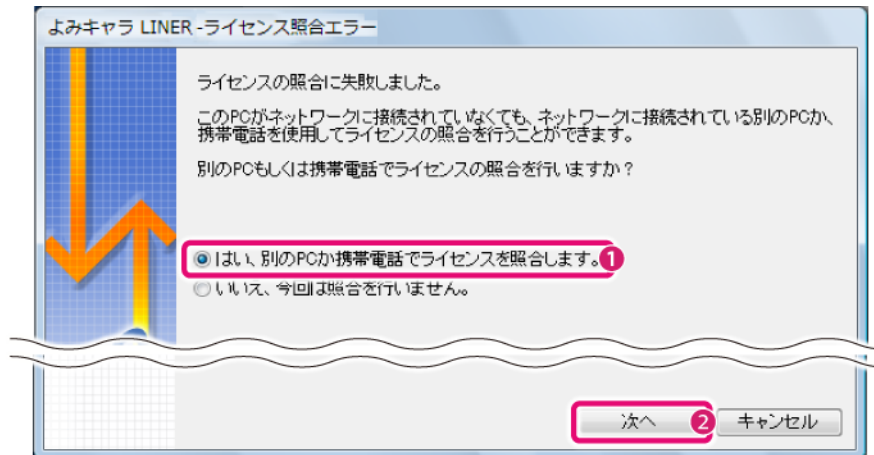 よみキャラ LINER -ライセンス照合エラー
ライセンスの照合に失敗しました。
このPCがネットワークに接続されていなくても、ネットワークに接続されている別のPCか、
携帯電話を使用してライセンスの照合を行うことができます。
別のPCもしくは携帯電話でライセンスの照合を行いますか？
はい、別のPCか携帯電話でライセンスを照合します。 1
いいえ、今回は照合を行いません。
次へ 2 キャンセル